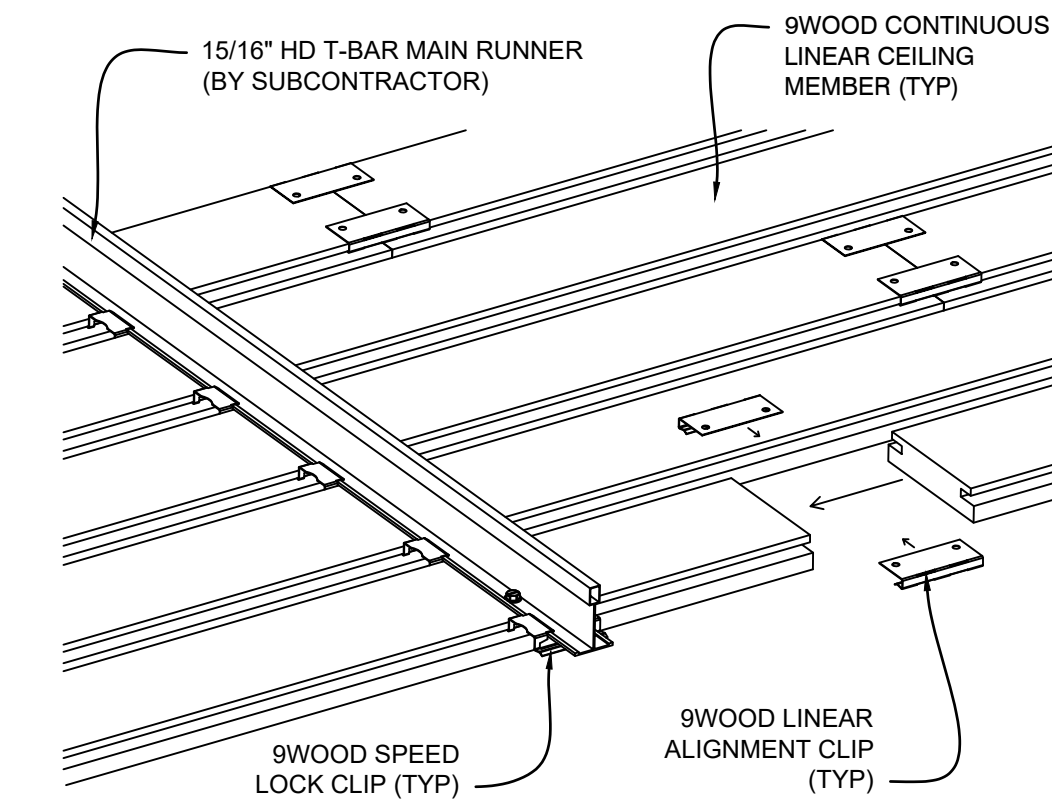 15/16" HD T-BAR MAIN RUNNER
(BY SUBCONTRACTOR)
9WOOD CONTINUOUS
LINEAR CEILING
MEMBER (TYP)
9WOOD SPEED
LOCK CLIP (TYP)
9WOOD LINEAR
ALIGNMENT CLIP
(TYP)